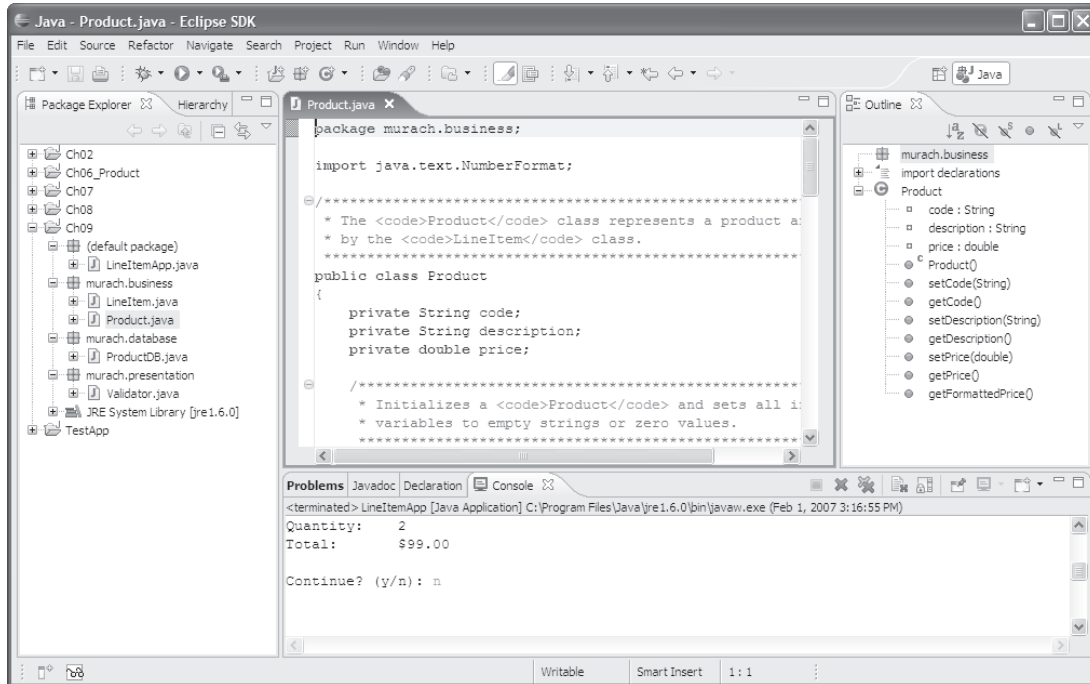 Java - Product.java - Eclipse SDK
File Edit Source Refactor Navigate Search Project Run Window Help
Java
Package Explorer
Hierarchy
Ch02
Ch06_Product
Ch07
Ch08
Ch09
(default package)
LineItemApp.java
murach.business
LineItem.java
Product.java
murach.database
ProductDB.java
murach.presentation
Validator.java
JRE System Library [jre1.6.0]
TestApp
Product.java
package murach.business;
import java.text.NumberFormat;
/******************************************************
* The <code>Product</code> class represents a product a
* by the <code>LineItem</code> class.
******************************************************
public class Product
{
private String code;
private String description;
private double price;
/**************************************************
* Initializes a <code>Product</code> and sets all i
* variables to empty strings or zero values.
**************************************************
Outline
murach.business
import declarations
Product
code : String
description : String
price : double
Product()
setCode(String)
getCode()
setDescription(String)
getDescription()
setPrice(double)
getPrice()
getFormattedPrice()
Problems Javadoc Declaration Console
<terminated> LineItemApp [Java Application] C:\Program Files\Java\jre1.6.0\bin\javaw.exe (Feb 1, 2007 3:16:55 PM)
Quantity: 2
Total: $99.00
Continue? (y/n): n
Writable Smart Insert 1 : 1